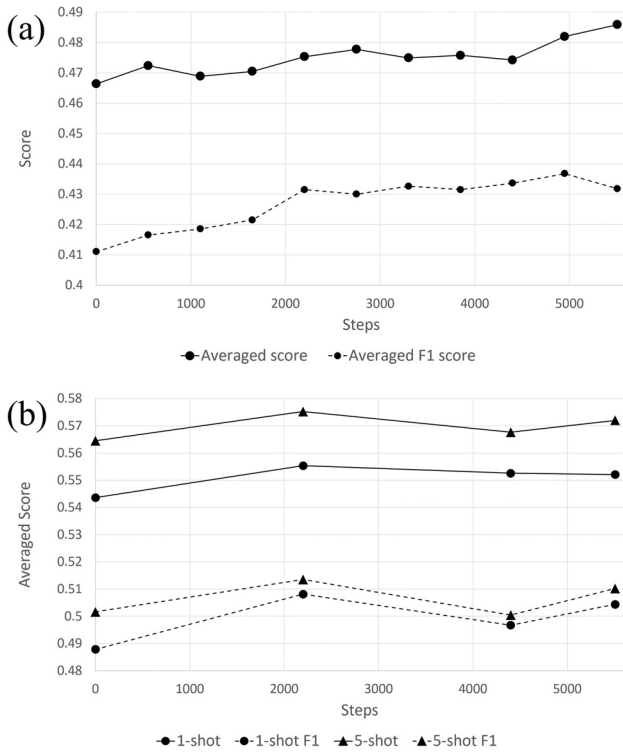 (a)
0.49
0.48
0.47
0.46
0.45
0.44
0.43
0.42
0.41
0.4
Score
0 1000 2000 3000 4000 5000
Steps
Averaged score Averaged F1 score
(b)
0.58
0.57
0.56
0.55
0.54
0.53
0.52
0.51
0.5
0.49
0.48
Averaged Score
0 1000 2000 3000 4000 5000
Steps
1-shot 1-shot F1 5-shot 5-shot F1